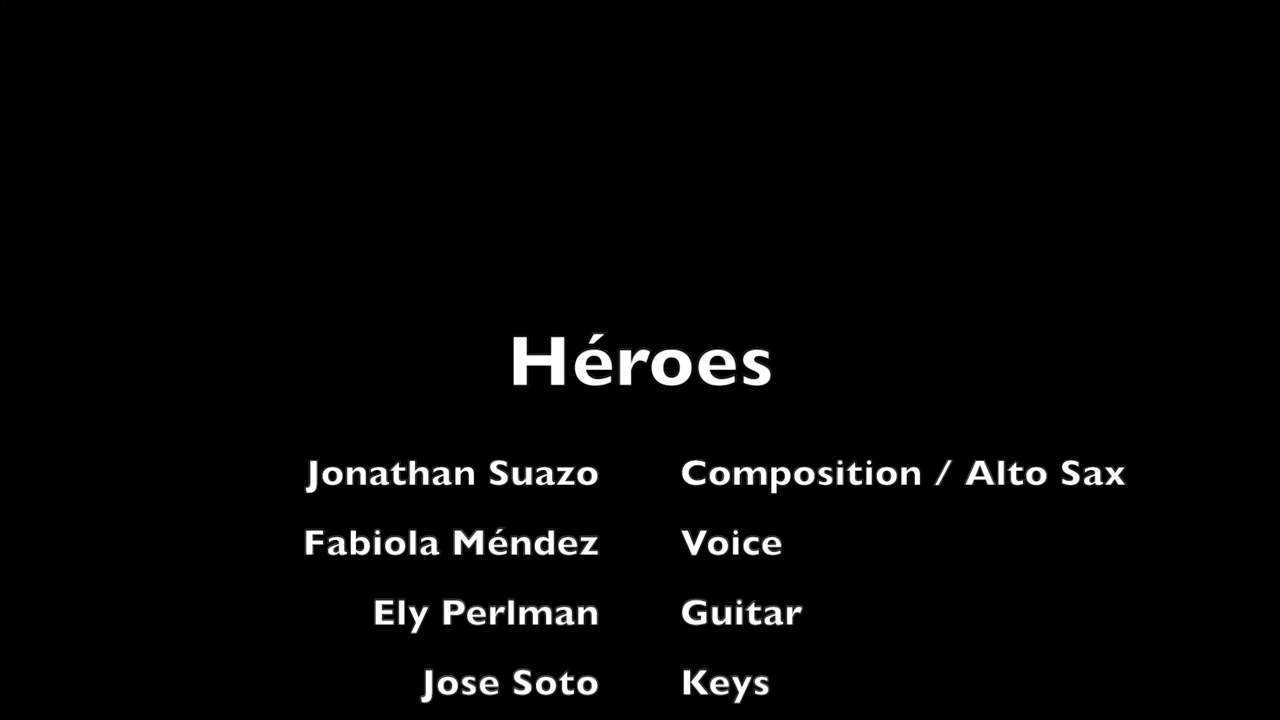 Héroes
Jonathan Suazo Composition / Alto Sax
Fabiola Méndez Voice
Ely Perlman Guitar
Jose Soto Keys